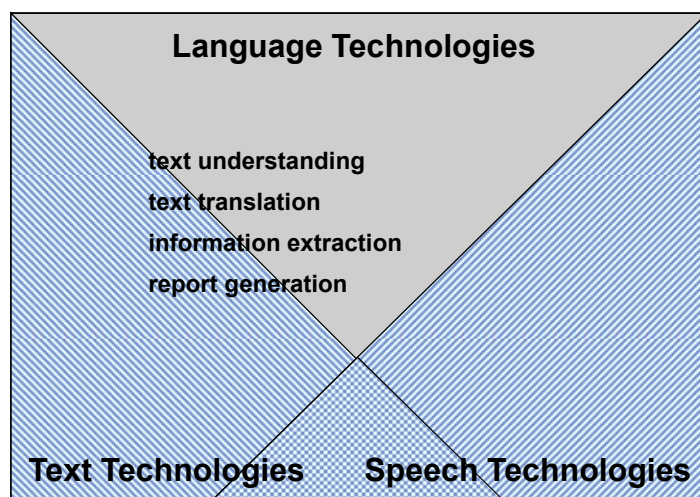 Language Technologies
text understanding
text translation
information extraction
report generation
Text Technologies
Speech Technologies